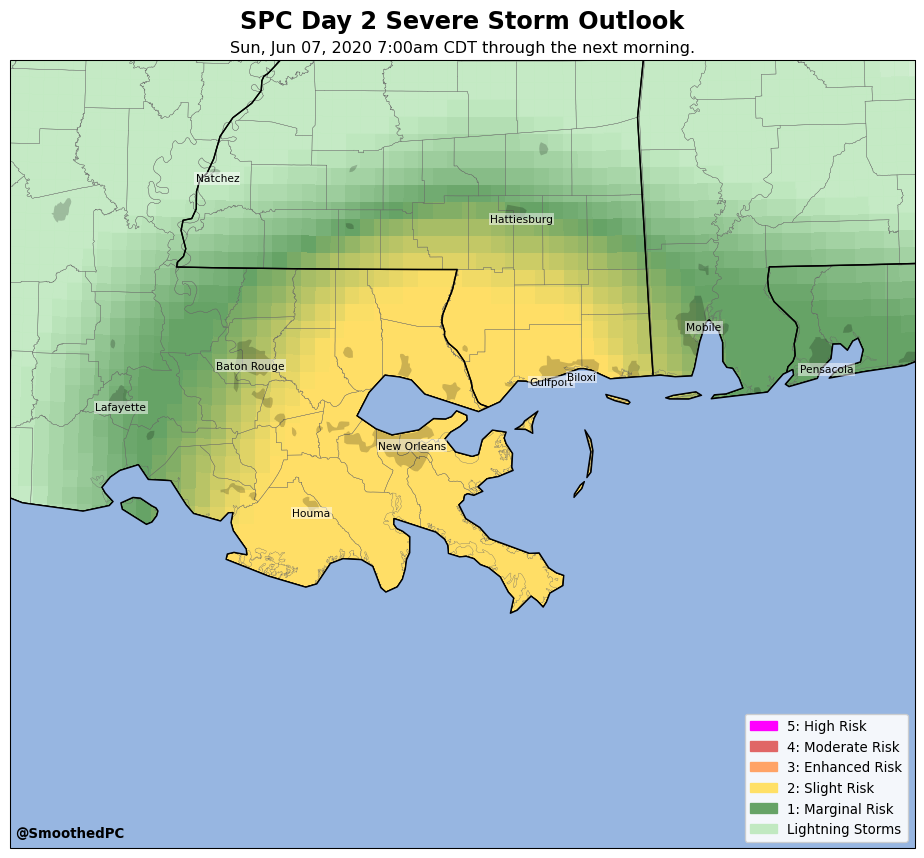 SPC Day 2 Severe Storm Outlook
Sun, Jun 07, 2020 7:00am CDT through the next morning.
Natchez
Hattiesburg
Mobile
Baton Rouge
Pensacola
Biloxi
Gulfport
Lafayette
New Orleans
Houma
5: High Risk
4: Moderate Risk
3: Enhanced Risk
2: Slight Risk
1: Marginal Risk
Lightning Storms
@SmoothedPC